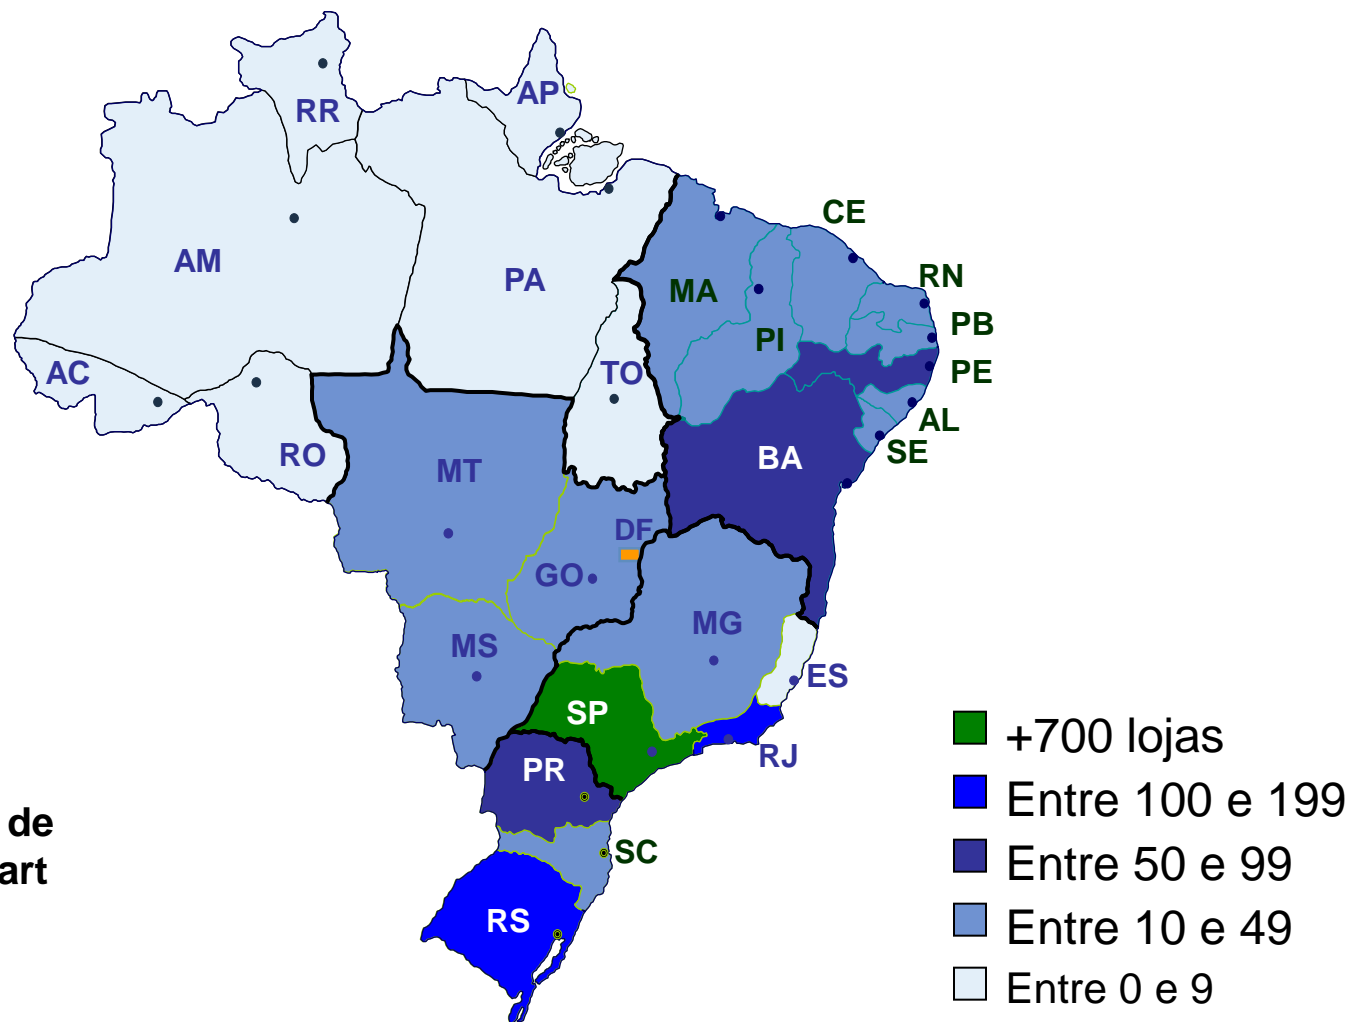 RR
AP
AM
PA
AC
RO
TO
MT
MA
PI
CE
RN
PB
PE
AL
SE
BA
DF
GO
MG
MS
ES
SP
RJ
PR
SC
RS
de
art
+700 lojas
Entre 100 e 199
Entre 50 e 99
Entre 10 e 49
Entre 0 e 9